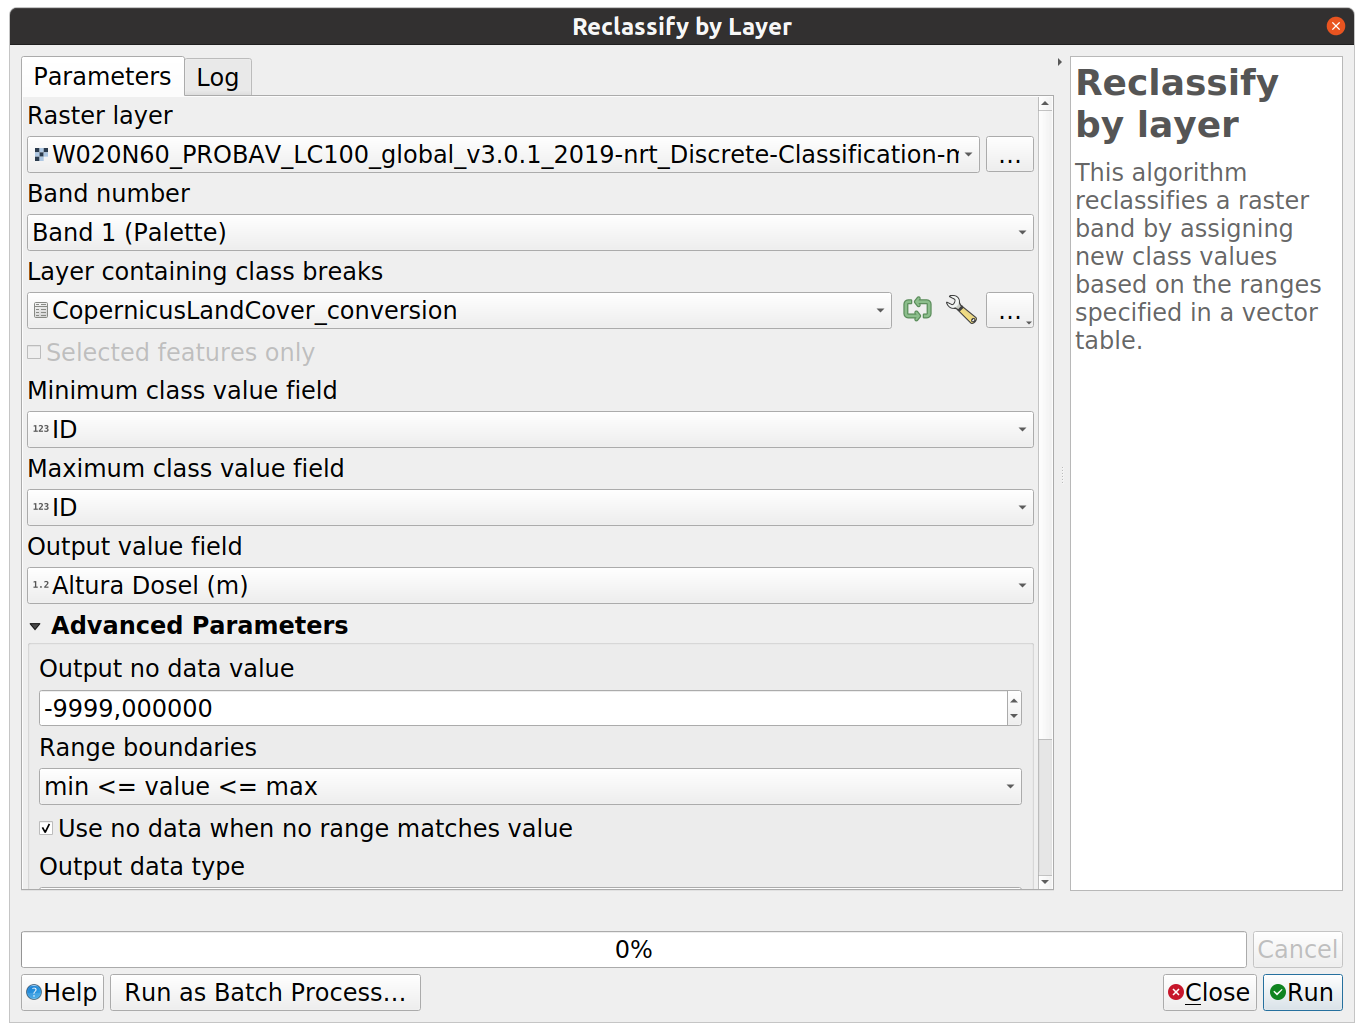 Reclassify by Layer
Parameters
Log
Raster layer
W020N60_PROBAV_LC100_global_v3.0.1_2019-nrt_Discrete-Classification-m
...
Band number
Band 1 (Palette)
Layer containing class breaks
CopernicusLandCover_conversion
...
Selected features only
Minimum class value field
123 ID
Maximum class value field
123 ID
Output value field
1.2 Altura Dosel (m)
Advanced Parameters
Output no data value
-9999,000000
Range boundaries
min <= value <= max
Use no data when no range matches value
Output data type
Reclassify
by layer
This algorithm
reclassifies a raster
band by assigning
new class values
based on the ranges
specified in a vector
table.
0%
Cancel
Help
Run as Batch Process...
Close
Run